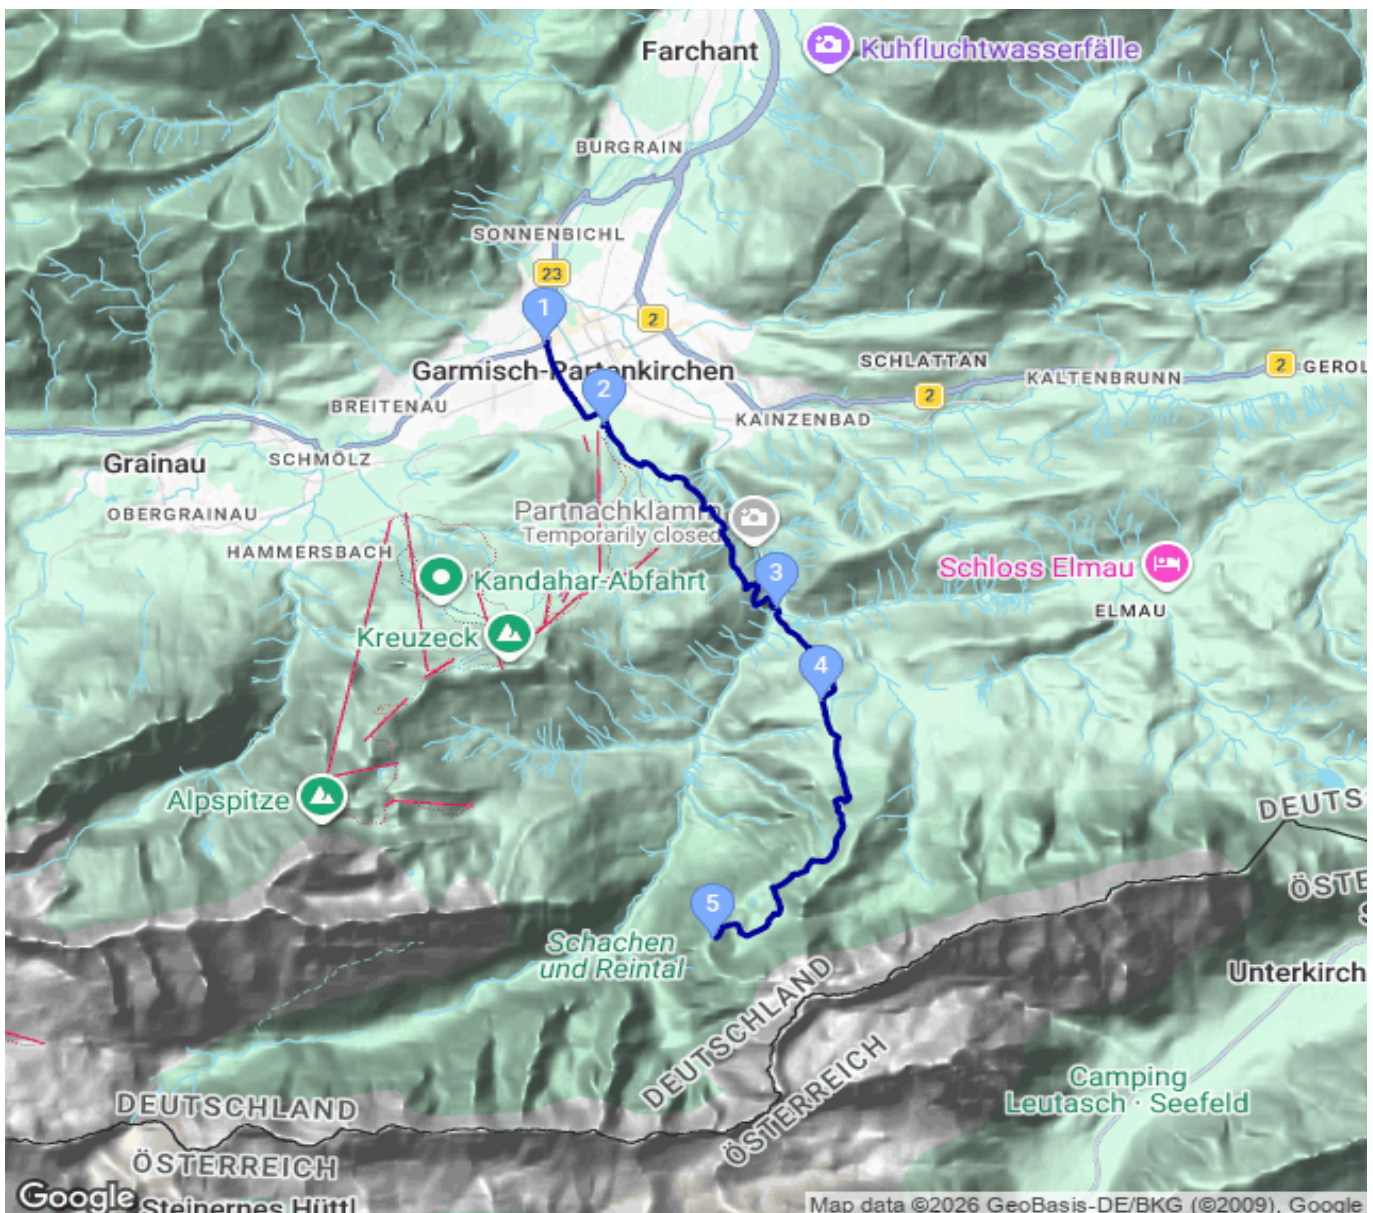 Farchant
Kuhfluchtwasserfälle
BURGRAIN
SONNENBICHL
23
1
2
Garmisch-Partenkirchen
SCHLATTAN
2
GEROL
KALTENBRUNN
2
2
BREITENAU
KAINZENBAD
Grainau
SCHMÖLZ
OBERGRAINAU
Partnachklamm
Temporarily closed
HAMMERSBACH
Kandahar-Abfahrt
3
Schloss Elmau
ELMAU
Kreuzeck
4
Alpspitze
DEUTS
ÖSTE
S
5
Schachen
und Reintal
Unterkirch
DEUTSCHLAND
ÖSTERREICH
Camping
Leutasch · Seefeld
DEUTSCHLAND
ÖSTERREICH
Google
Steinernes Hüttl
Map data ©2026 GeoBasis-DE/BKG (©2009), Google